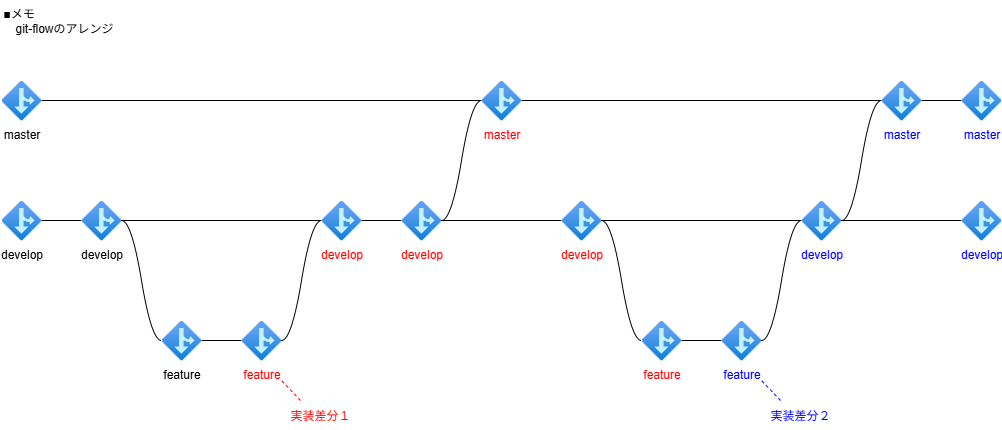 ■メモ
git-flowのアレンジ
master
master
master
master
develop
develop
develop
develop
develop
develop
develop
feature
feature
feature
feature
実装差分１
実装差分２